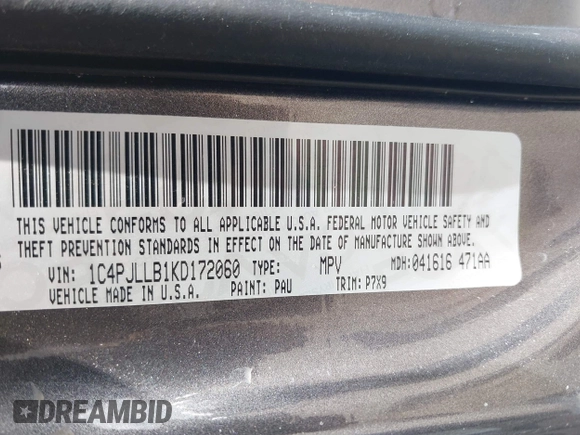 THIS VEHICLE CONFORMS TO ALL APPLICABLE U.S.A. FEDERAL MOTOR VEHICLE SAFETY AND
THEFT PREVENTION STANDARDS IN EFFECT ON THE DATE OF MANUFACTURE SHOWN ABOVE.
VIN: 1C4PJLLB1KD172060 TYPE: MPV MDH:041616 471AA
VEHICLE MADE IN U.S.A. PAINT: PAU TRIM: P7X9
DREAMBID